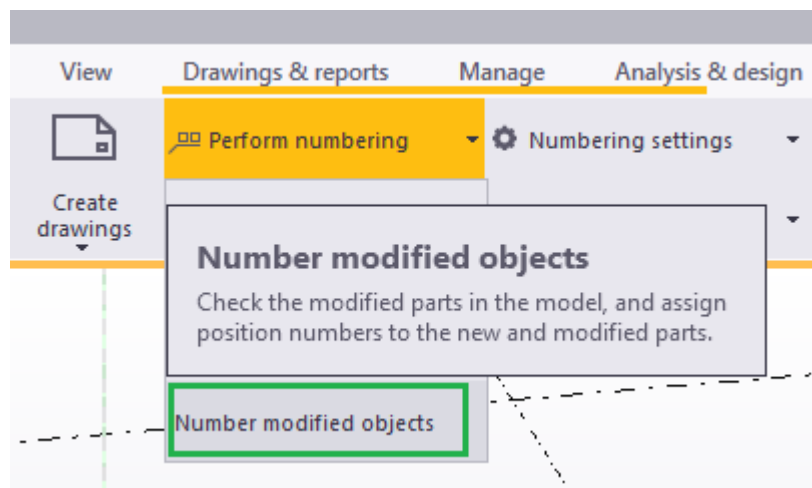 View Drawings & reports Manage Analysis & design
Perform numbering Numbering settings
Create
drawings
Number modified objects
Check the modified parts in the model, and assign
position numbers to the new and modified parts.
Number modified objects